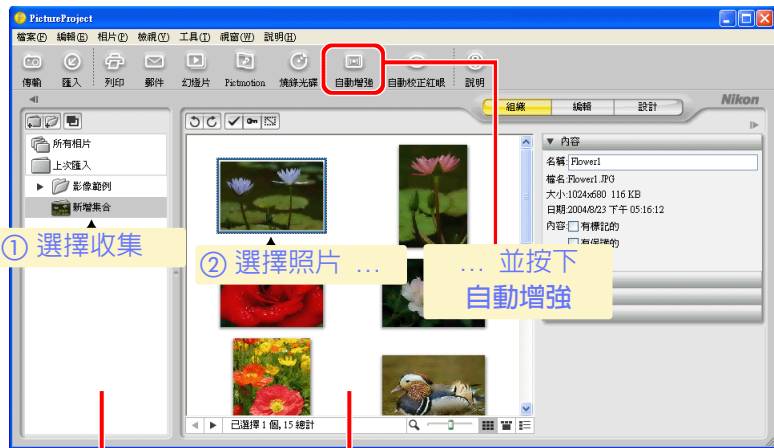 PictureProject
檔案(F) 編輯(E) 相片(P) 檢視(V) 工具(T) 視窗(W) 說明(H)
傳輸 匯入 列印 郵件 幻燈片 Pictmotion 燒錄光碟 自動增強 自動校正紅眼 說明
組織 編輯 設計 Nikon
所有相片
上次匯入
影像範例
新增集合
① 選擇收集
② 選擇照片 …
… 並按下
自動增強
內容
名稱: Flower1
檔名:Flower1.JPG
大小:1024x680 116 KB
日期:2004/8/23 下午 05:16:12
內容: 有標記的
有保護的
已選擇 1 個, 15 總計